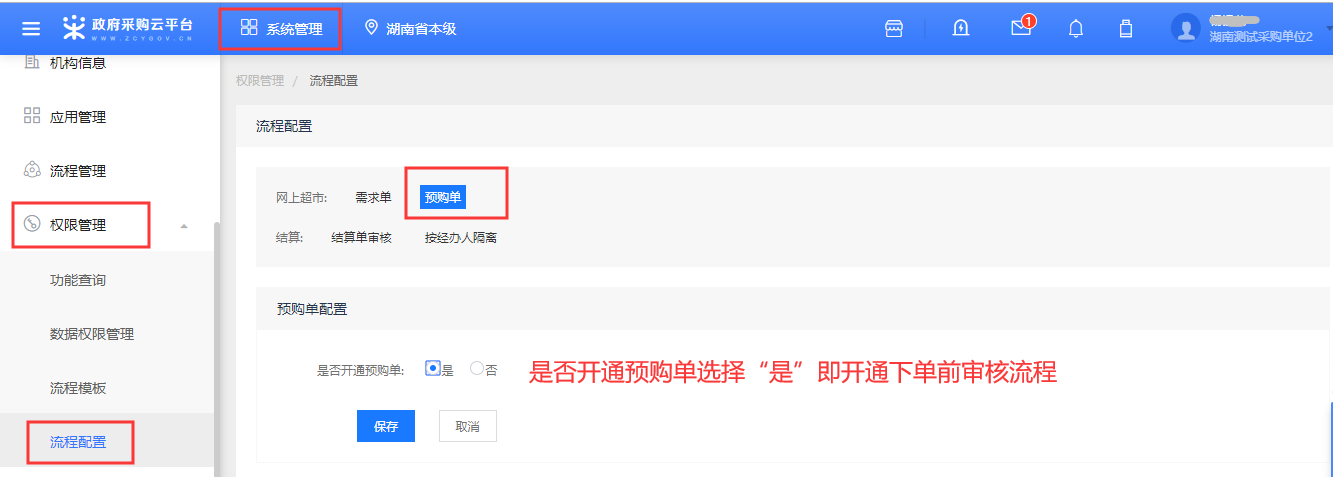 政府采购云平台
WWW.ZCYGOV.CN
系统管理
湖南省本级
1
湖南测试采购单位2
机构信息
应用管理
流程管理
权限管理
功能查询
数据权限管理
流程模板
流程配置
权限管理 / 流程配置
流程配置
网上超市: 需求单 预购单
结算: 结算单审核 按经办人隔离
预购单配置
是否开通预购单: 是 否
是否开通预购单选择“是”即开通下单前审核流程
保存 取消